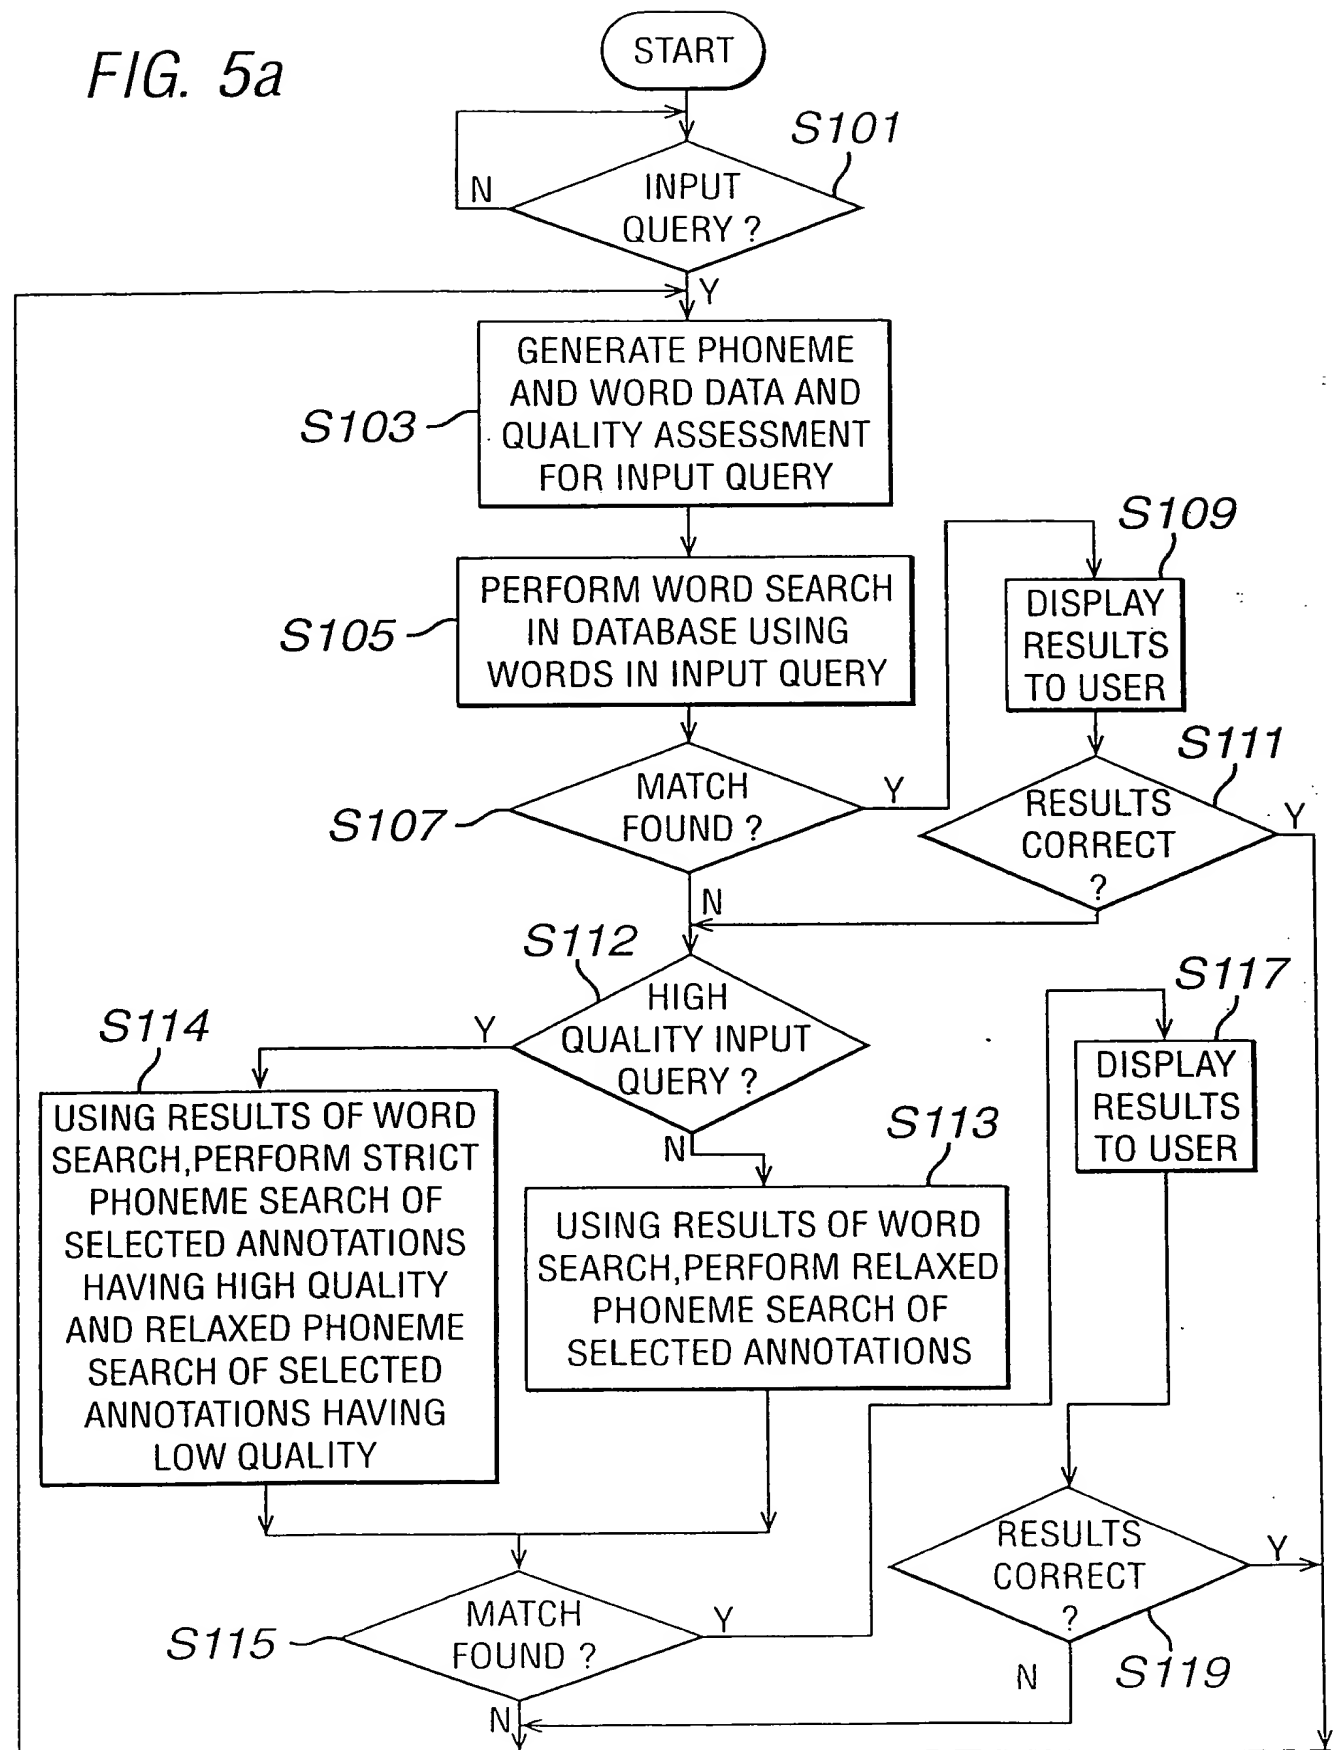 FIG. 5a
START
S101
INPUT
QUERY ?
N
Y
S103
GENERATE PHONEME
AND WORD DATA AND
QUALITY ASSESSMENT
FOR INPUT QUERY
S105
PERFORM WORD SEARCH
IN DATABASE USING
WORDS IN INPUT QUERY
S109
DISPLAY
RESULTS
TO USER
S107
MATCH
FOUND ?
Y
N
S111
RESULTS
CORRECT
?
Y
S112
HIGH
QUALITY INPUT
QUERY ?
Y
N
S114
USING RESULTS OF WORD
SEARCH,PERFORM STRICT
PHONEME SEARCH OF
SELECTED ANNOTATIONS
HAVING HIGH QUALITY
AND RELAXED PHONEME
SEARCH OF SELECTED
ANNOTATIONS HAVING
LOW QUALITY
S113
USING RESULTS OF WORD
SEARCH,PERFORM RELAXED
PHONEME SEARCH OF
SELECTED ANNOTATIONS
S117
DISPLAY
RESULTS
TO USER
S115
MATCH
FOUND ?
Y
N
RESULTS
CORRECT
?
Y
N
S119